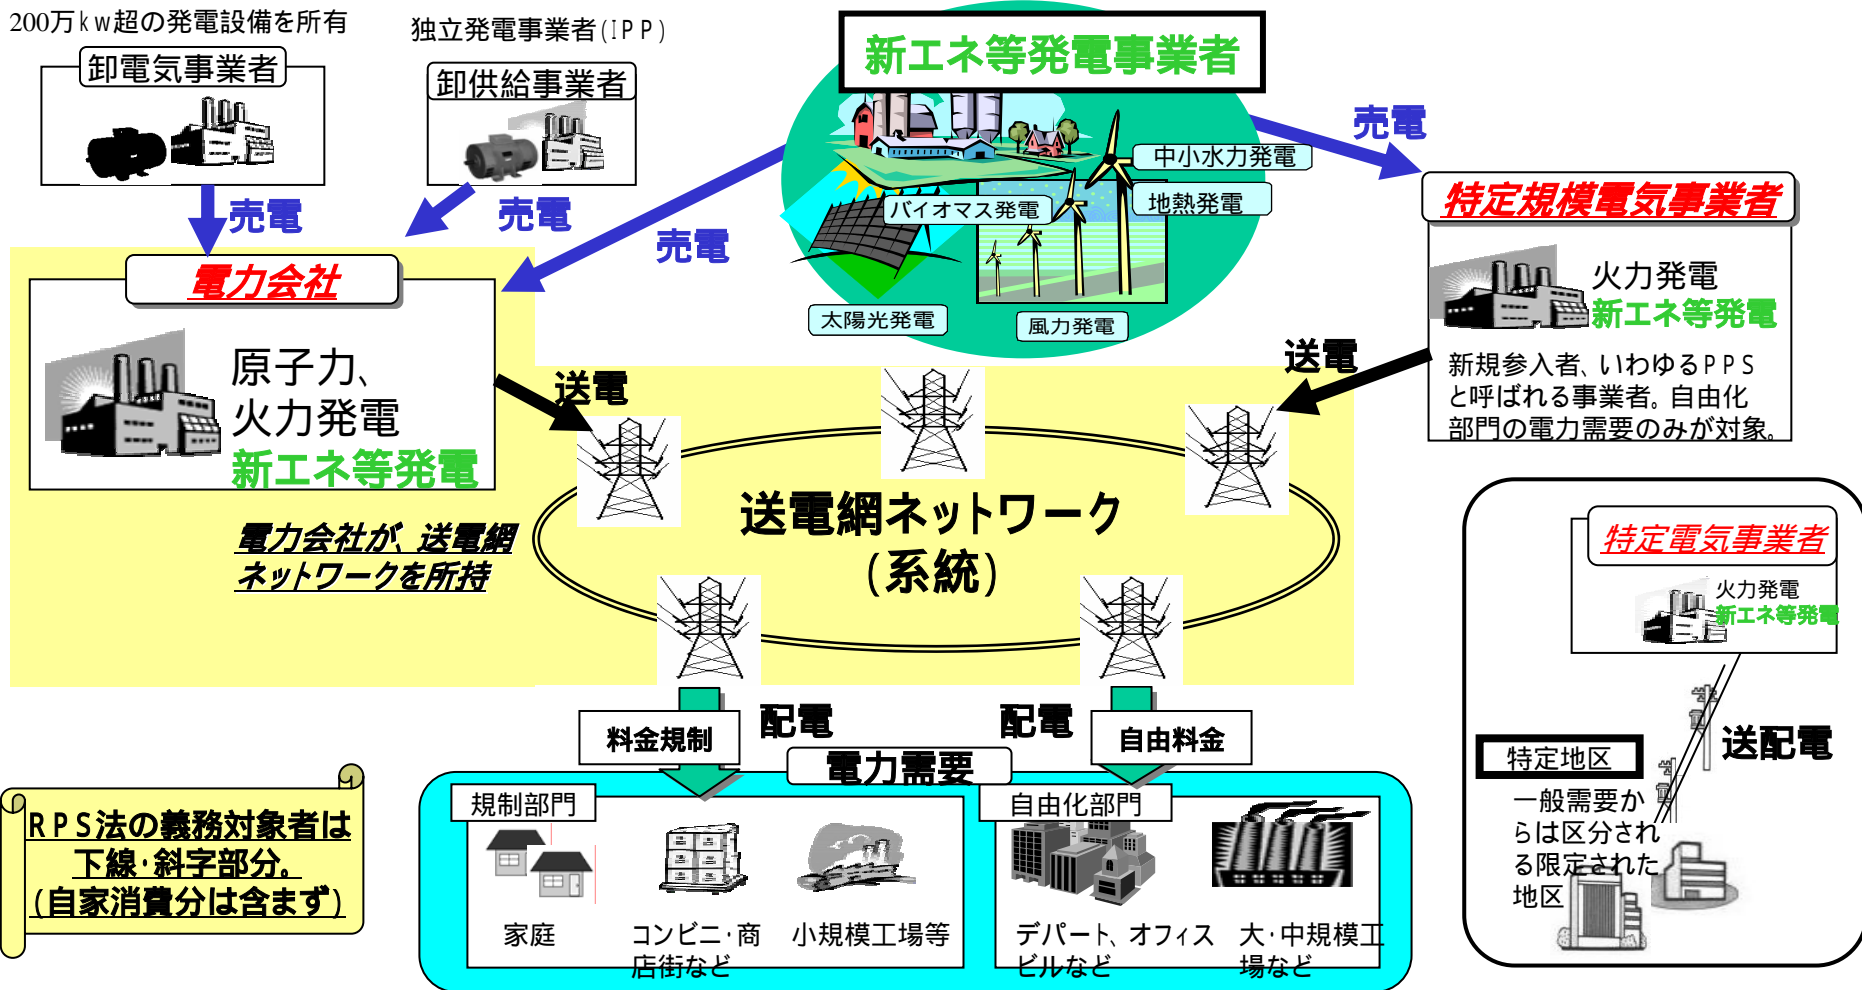 200万kw超の発電設備を所有
卸電気事業者
売電
独立発電事業者(IPP)
卸供給事業者
売電
新エネ等発電事業者
中小水力発電
地熱発電
バイオマス発電
太陽光発電
風力発電
売電
売電
特定規模電気事業者
火力発電
新エネ等発電
新規参入者、いわゆるPPS
と呼ばれる事業者。自由化
部門の電力需要のみが対象。
電力会社
原子力、
火力発電
新エネ等発電
送電
送電
電力会社が、送電網
ネットワークを所持
送電網ネットワーク
(系統)
特定電気事業者
火力発電
新エネ等発電
送配電
特定地区
一般需要か
らは区分され
る限定された
地区
料金規制
配電
配電
自由料金
電力需要
規制部門
家庭
コンビニ・商
店街など
小規模工場等
自由化部門
デパート、オフィス
ビルなど
大・中規模工
場など
RPS法の義務対象者は
下線・斜字部分。
(自家消費分は含まず)